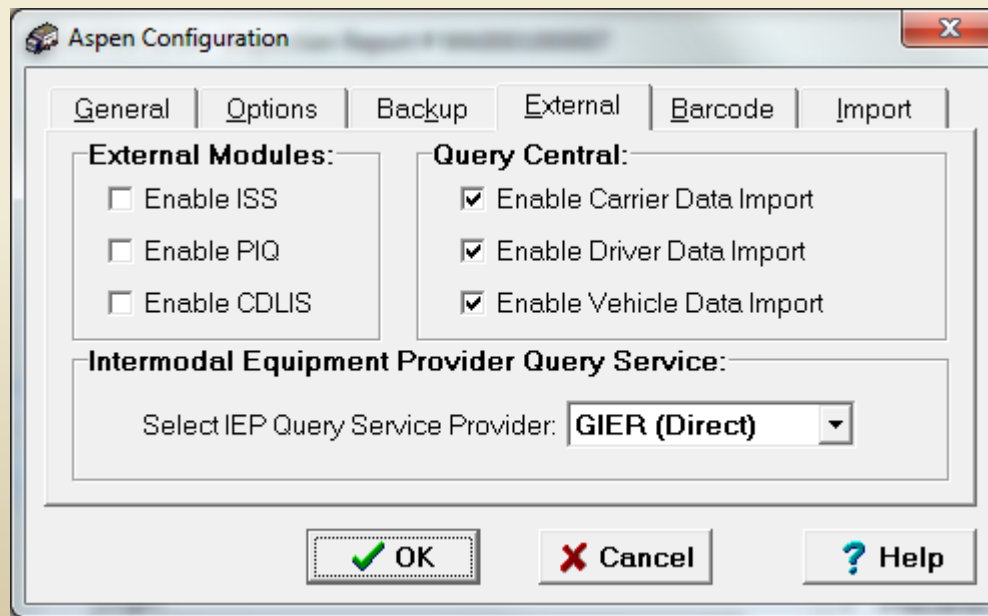 Aspen Configuration
General Options Backup External Barcode Import
External Modules: Query Central:
Enable ISS Enable Carrier Data Import
Enable PIQ Enable Driver Data Import
Enable CDLIS Enable Vehicle Data Import
Intermodal Equipment Provider Query Service:
Select IEP Query Service Provider: GIER (Direct)
OK Cancel ? Help